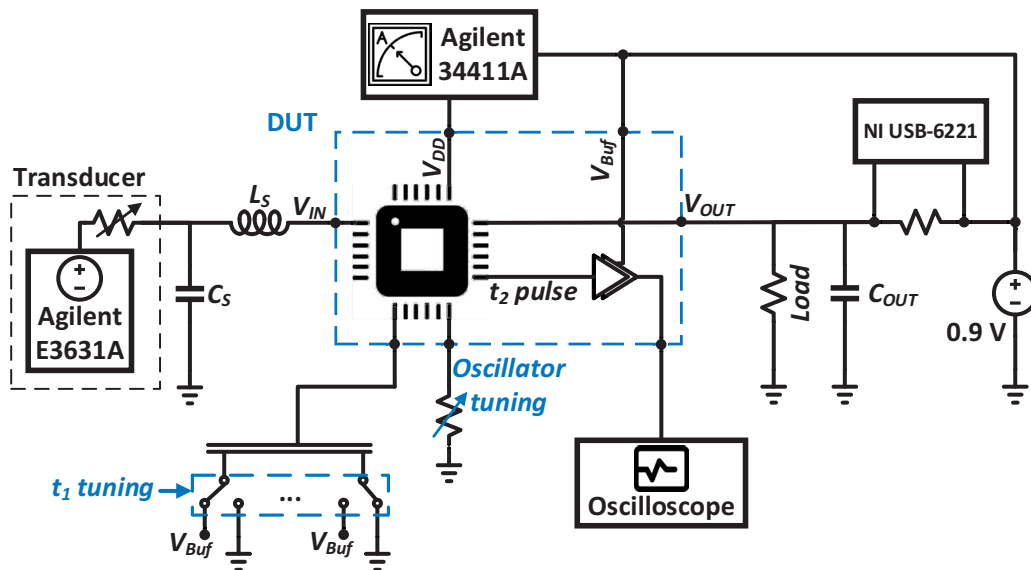 A
Agilent
34411A
DUT
V_DD
V_Buf
NI USB-6221
Transducer
L_S
V_IN
V_OUT
+
−
Agilent
E3631A
C_S
t_2 pulse
Load
C_OUT
+
−
0.9 V
Oscillator
tuning
t_1 tuning
...
V_Buf
V_Buf
Oscilloscope